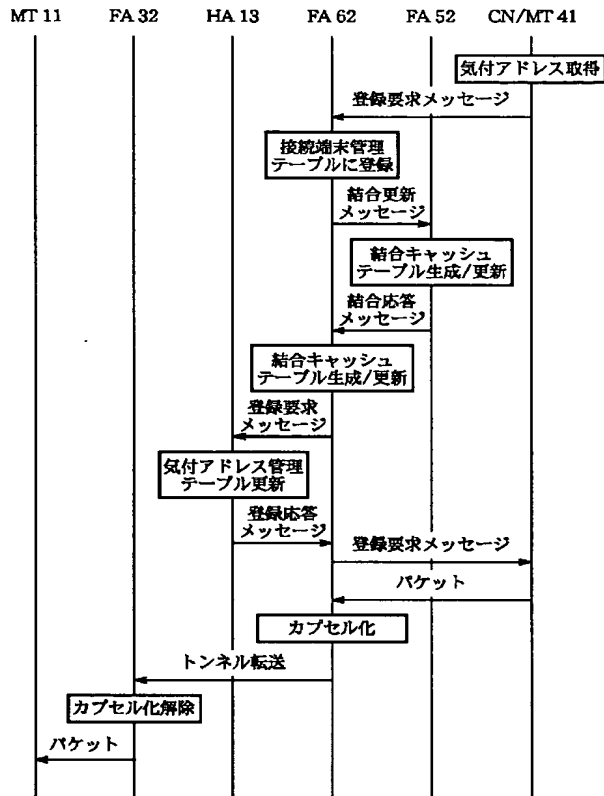 MT 11 FA 32 HA 13 FA 62 FA 52 CN/MT 41
気付アドレス取得
登録要求メッセージ
接続端末管理
テーブルに登録
結合更新
メッセージ
結合キャッシュ
テーブル生成/更新
結合応答
メッセージ
結合キャッシュ
テーブル生成/更新
登録要求
メッセージ
気付アドレス管理
テーブル更新
登録応答
メッセージ
登録要求メッセージ
パケット
カプセル化
トンネル転送
カプセル化解除
パケット